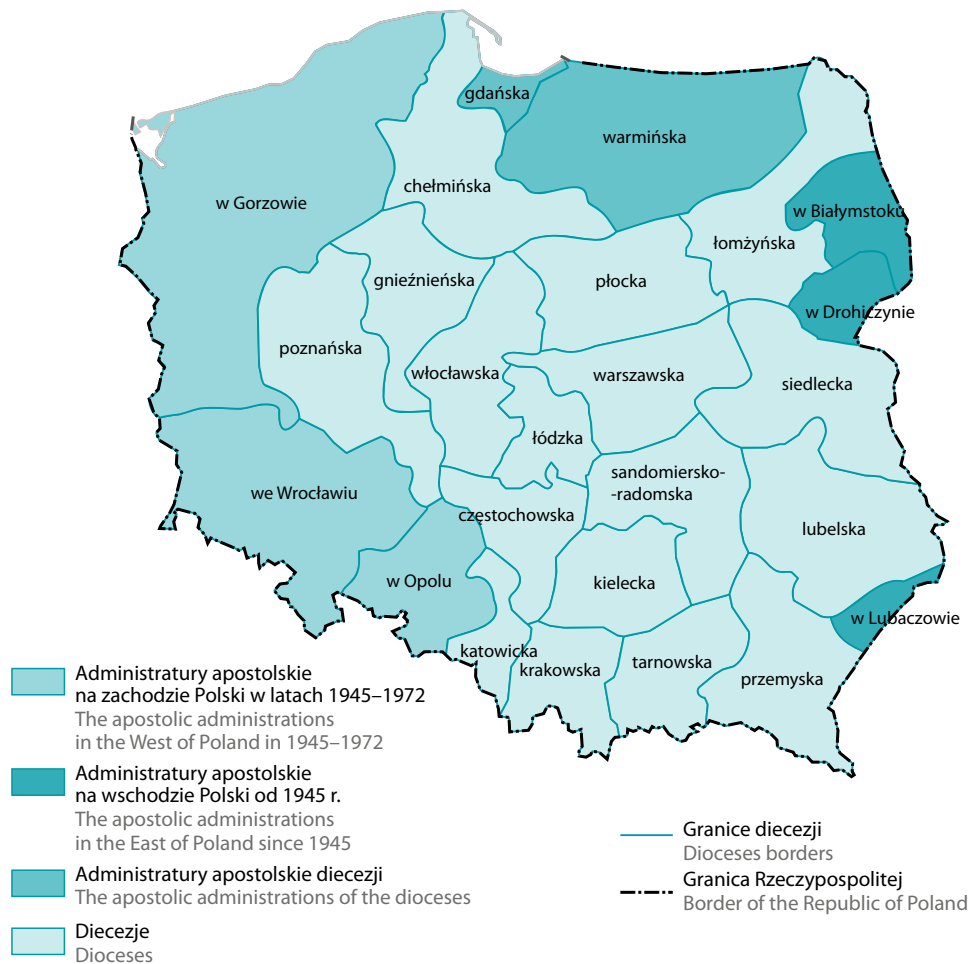 gdańska
warmińska
chełmińska
w Gorzowie
w Białymstoku
łomżyńska
gnieźnieńska
płocka
w Drohiczynie
poznańska
włocławska
warszawska
siedlecka
łódzka
sandomiersko-
-radomska
we Wrocławiu
częstochowska
lubelska
w Opolu
kielecka
w Lubaczowie
katowicka
krakowska
tarnowska
przemyska
Administratury apostolskie
na zachodzie Polski w latach 1945–1972
The apostolic administrations
in the West of Poland in 1945–1972
Administratury apostolskie
na wschodzie Polski od 1945 r.
The apostolic administrations
in the East of Poland since 1945
Administratury apostolskie diecezji
The apostolic administrations of the dioceses
Diecezje
Dioceses
Granice diecezji
Dioceses borders
Granica Rzeczypospolitej
Border of the Republic of Poland